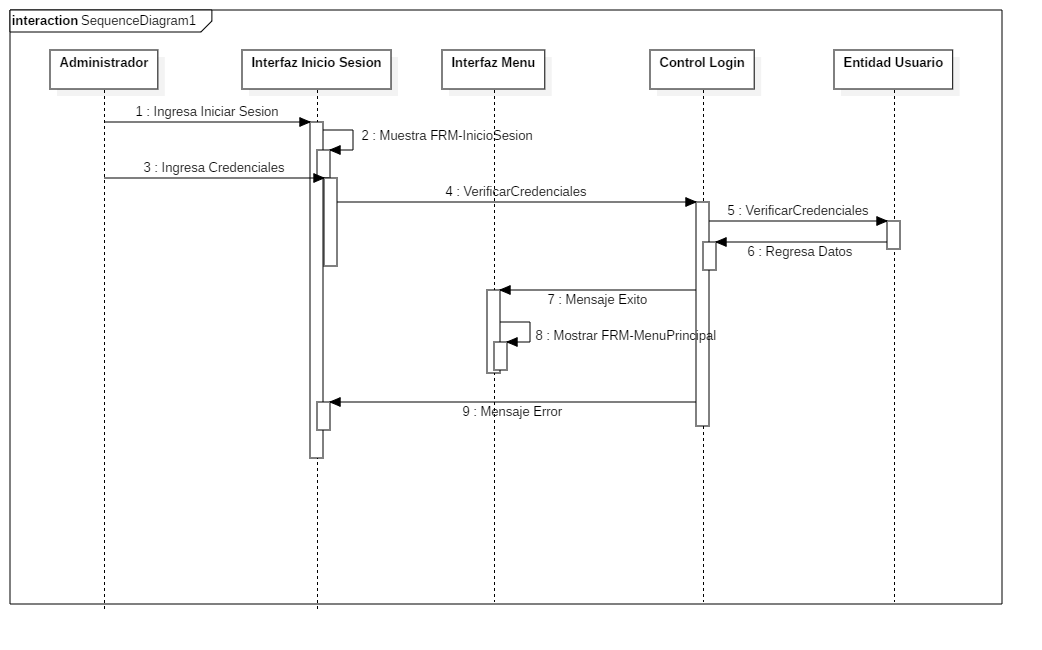 interaction SequenceDiagram1
Administrador
Interfaz Inicio Sesion
Interfaz Menu
Control Login
Entidad Usuario
1 : Ingresa Iniciar Sesion
2 : Muestra FRM-InicioSesion
3 : Ingresa Credenciales
4 : VerificarCredenciales
5 : VerificarCredenciales
6 : Regresa Datos
7 : Mensaje Exito
8 : Mostrar FRM-MenuPrincipal
9 : Mensaje Error